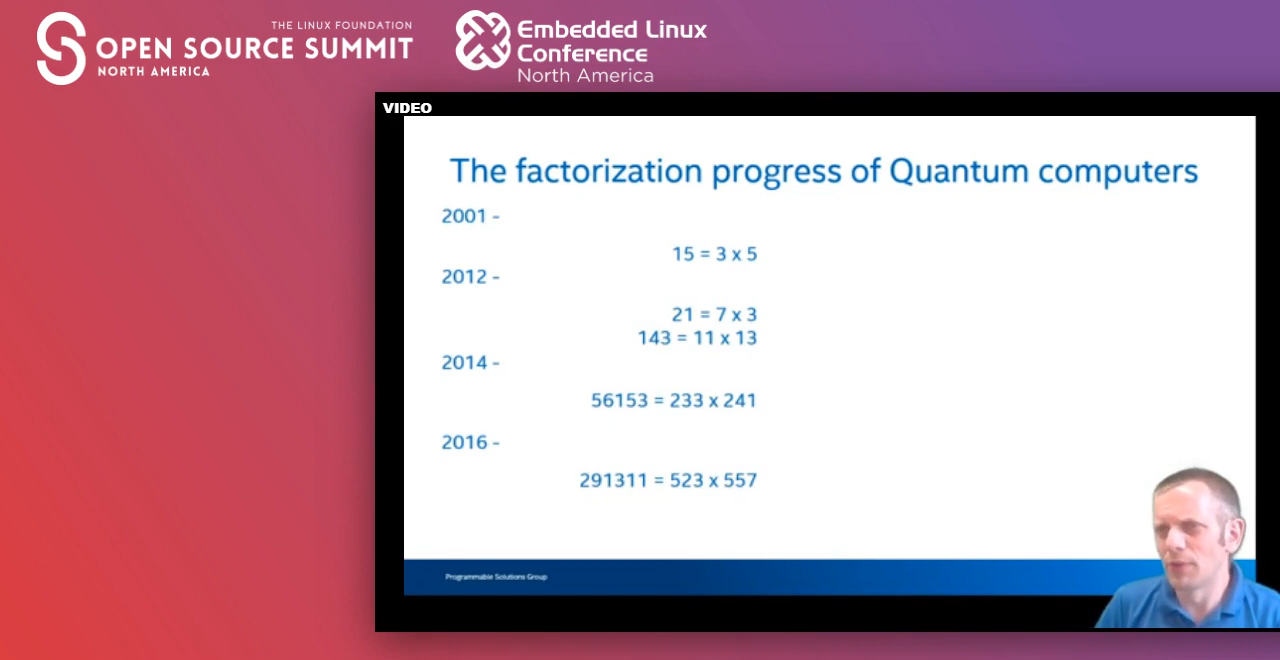 THE LINUX FOUNDATION
OPEN SOURCE SUMMIT
NORTH AMERICA
Embedded Linux
Conference
North America
VIDEO
The factorization progress of Quantum computers
2001 -
15 = 3 x 5
2012 -
21 = 7 x 3
143 = 11 x 13
2014 -
56153 = 233 x 241
2016 -
291311 = 523 x 557
Programmable Solutions Group